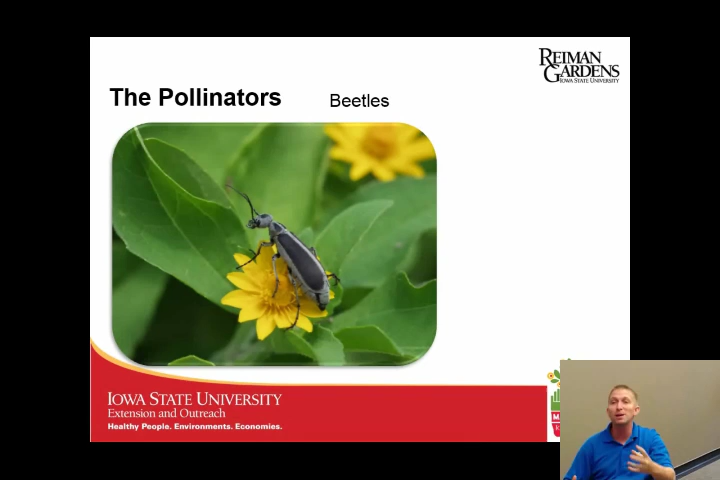 REIMAN
GARDENS
IOWA STATE UNIVERSITY
The Pollinators
Beetles
IOWA STATE UNIVERSITY
Extension and Outreach
Healthy People. Environments. Economies.